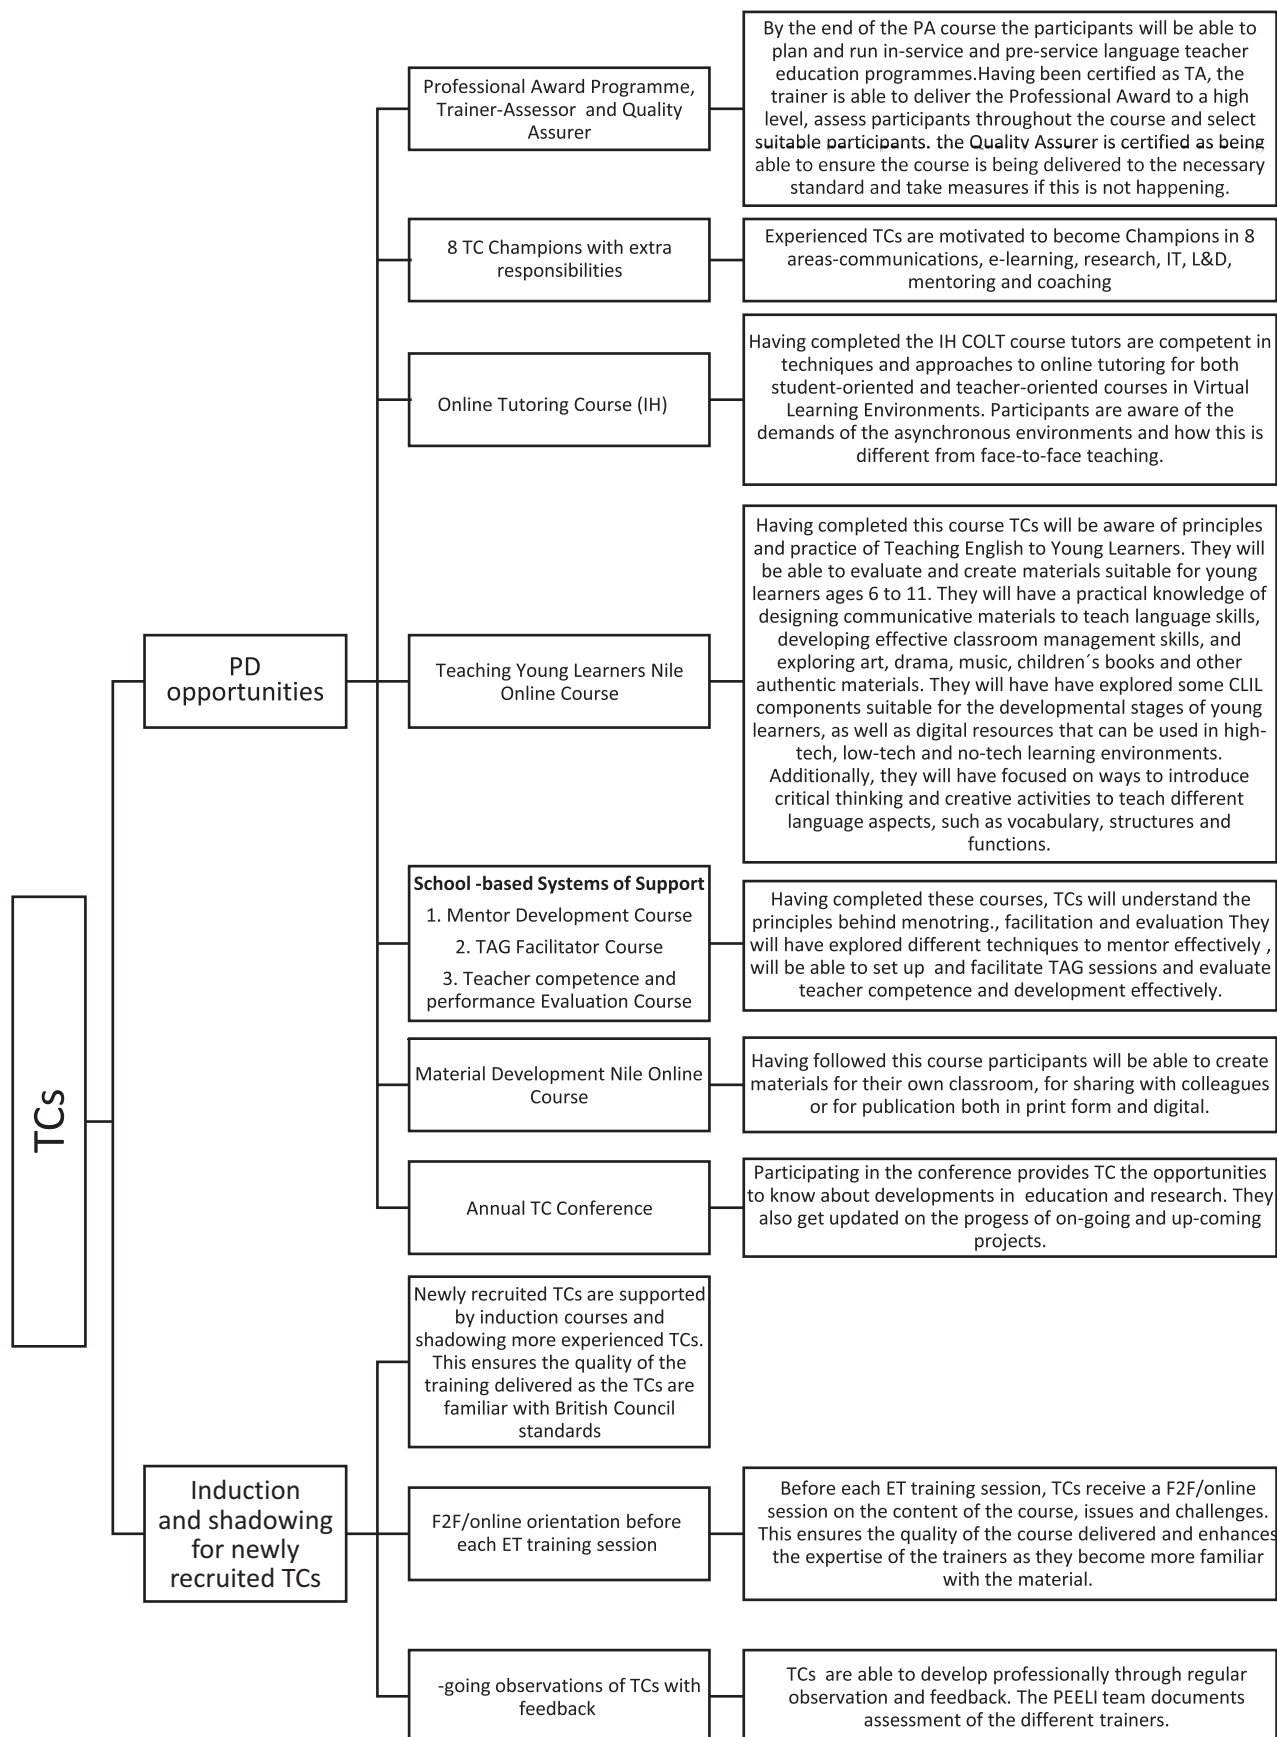 TCs
PD
opportunities
Professional Award Programme,
Trainer-Assessor  and Quality
Assurer
By the end of the PA course the participants will be able to
plan and run in-service and pre-service language teacher
education programmes.Having been certified as TA, the
trainer is able to deliver the Professional Award to a high
level, assess participants throughout the course and select
suitable participants. the Quality Assurer is certified as being
able to ensure the course is being delivered to the necessary
standard and take measures if this is not happening.
8 TC Champions with extra
responsibilities
Experienced TCs are motivated to become Champions in 8
areas-communications, e-learning, research, IT, L&D,
mentoring and coaching
Online Tutoring Course (IH)
Having completed the IH COLT course tutors are competent in
techniques and approaches to online tutoring for both
student-oriented and teacher-oriented courses in Virtual
Learning Environments. Participants are aware of the
demands of the asynchronous environments and how this is
different from face-to-face teaching.
Teaching Young Learners Nile
Online Course
Having completed this course TCs will be aware of principles
and practice of Teaching English to Young Learners. They will
be able to evaluate and create materials suitable for young
learners ages 6 to 11. They will have a practical knowledge of
designing communicative materials to teach language skills,
developing effective classroom management skills, and
exploring art, drama, music, children´s books and other
authentic materials. They will have have explored some CLIL
components suitable for the developmental stages of young
learners, as well as digital resources that can be used in high-
tech, low-tech and no-tech learning environments.
Additionally, they will have focused on ways to introduce
critical thinking and creative activities to teach different
language aspects, such as vocabulary, structures and
functions.
School -based Systems of Support
1. Mentor Development Course
2. TAG Facilitator Course
3. Teacher competence and
performance Evaluation Course
Having completed these courses, TCs will understand the
principles behind menotring., facilitation and evaluation They
will have explored different techniques to mentor effectively ,
will be able to set up  and facilitate TAG sessions and evaluate
teacher competence and development effectively.
Material Development Nile Online
Course
Having followed this course participants will be able to create
materials for their own classroom, for sharing with colleagues
or for publication both in print form and digital.
Annual TC Conference
Participating in the conference provides TC the opportunities
to know about developments in  education and research. They
also get updated on the progess of on-going and up-coming
projects.
Induction
and shadowing
for newly
recruited TCs
Newly recruited TCs are supported
by induction courses and
shadowing more experienced TCs.
This ensures the quality of the
training delivered as the TCs are
familiar with British Council
standards
F2F/online orientation before
each ET training session
Before each ET training session, TCs receive a F2F/online
session on the content of the course, issues and challenges.
This ensures the quality of the course delivered and enhances
the expertise of the trainers as they become more familiar
with the material.
-going observations of TCs with
feedback
TCs  are able to develop professionally through regular
observation and feedback. The PEELI team documents
assessment of the different trainers.